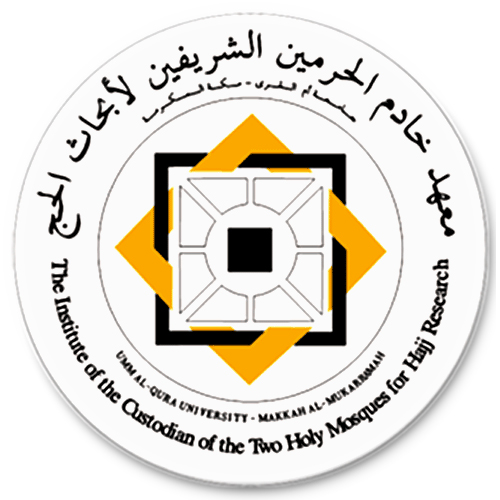 معهد خادم الحرمين الشريفين لأبحاث الحج
جامعة أم القرى - مكة المكرمة
UMM AL-QURA UNIVERSITY - MAKKAH AL-MUKARRAMAH
The Institute of the Custodian of the Two Holy Mosques for Hajj Research